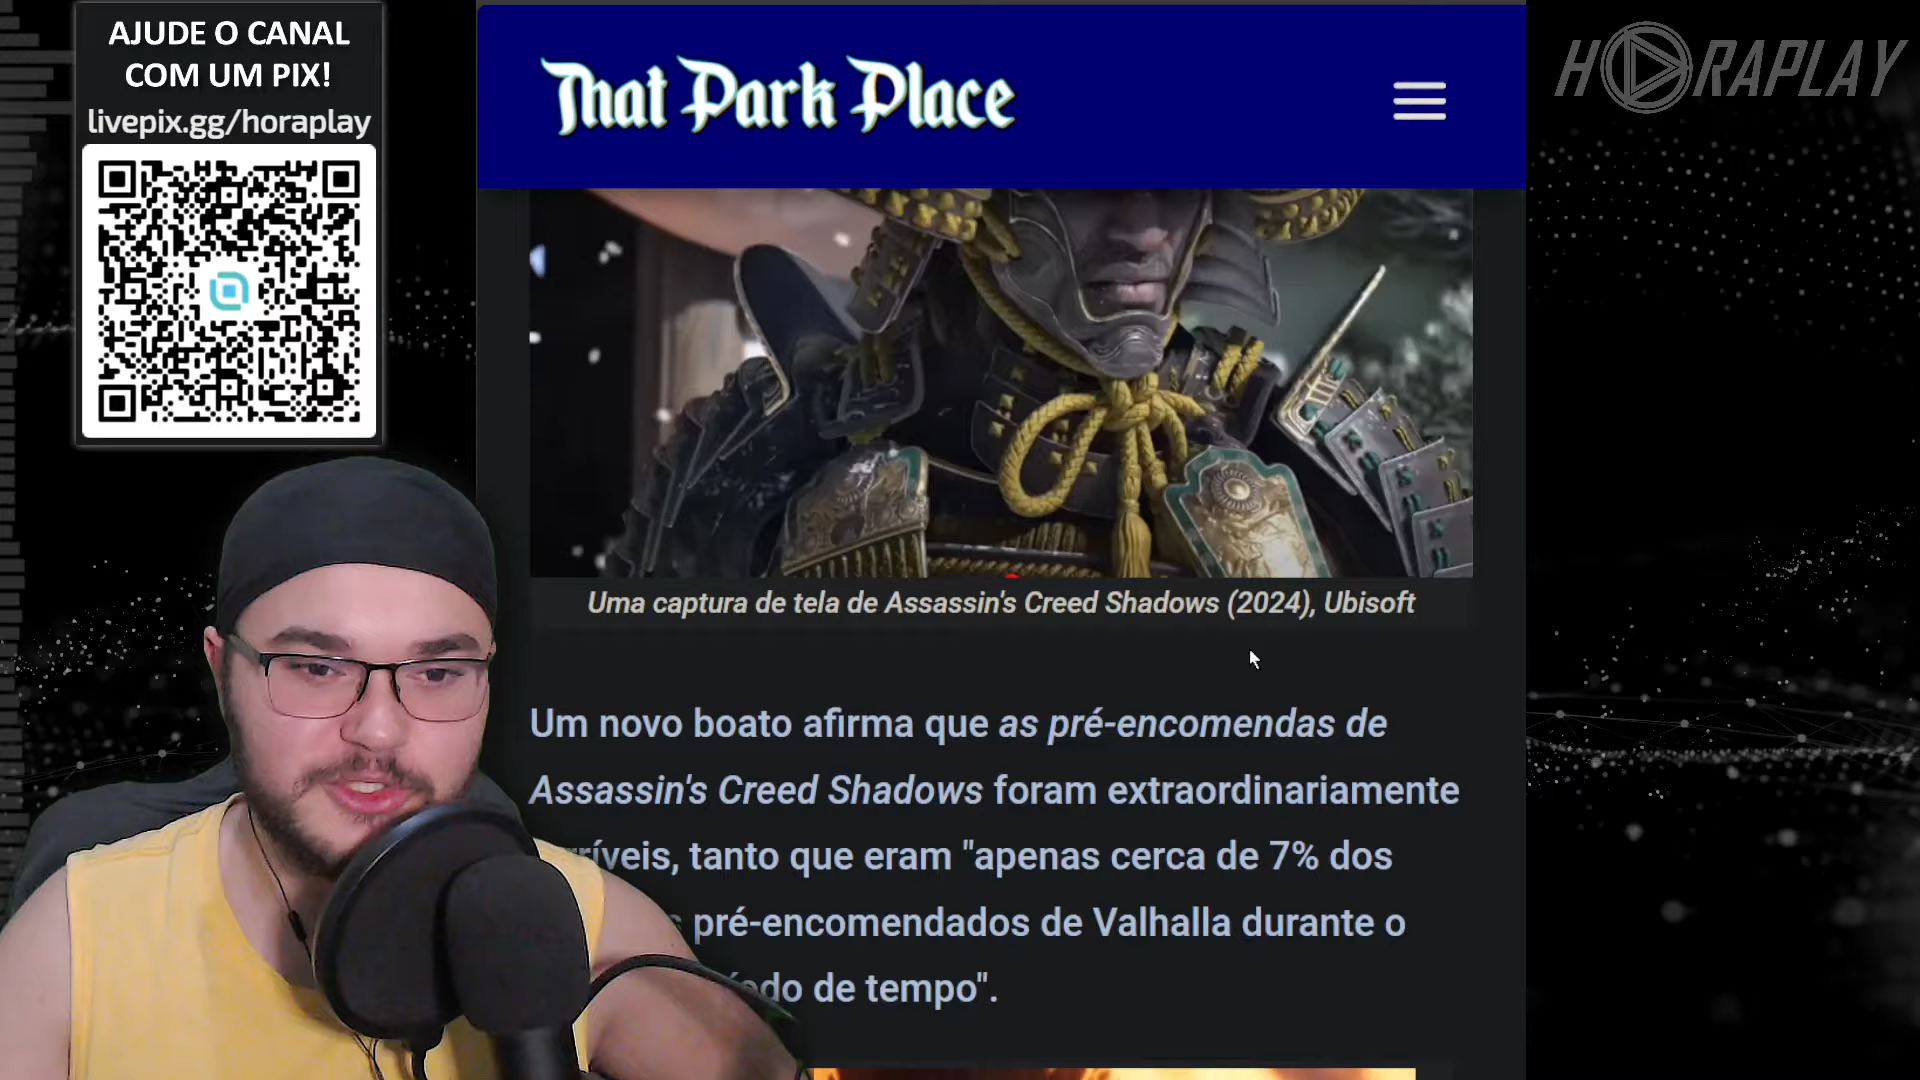 AJUDE O CANAL
COM UM PIX!
livepix.gg/horaplay
That Park Place
HORAPLAY
Uma captura de tela de Assassin's Creed Shadows (2024), Ubisoft
Um novo boato afirma que as pré-encomendas de
Assassin's Creed Shadows foram extraordinariamente
tanto que eram "apenas cerca de 7% dos
pré-encomendados de Valhalla durante o
de tempo".